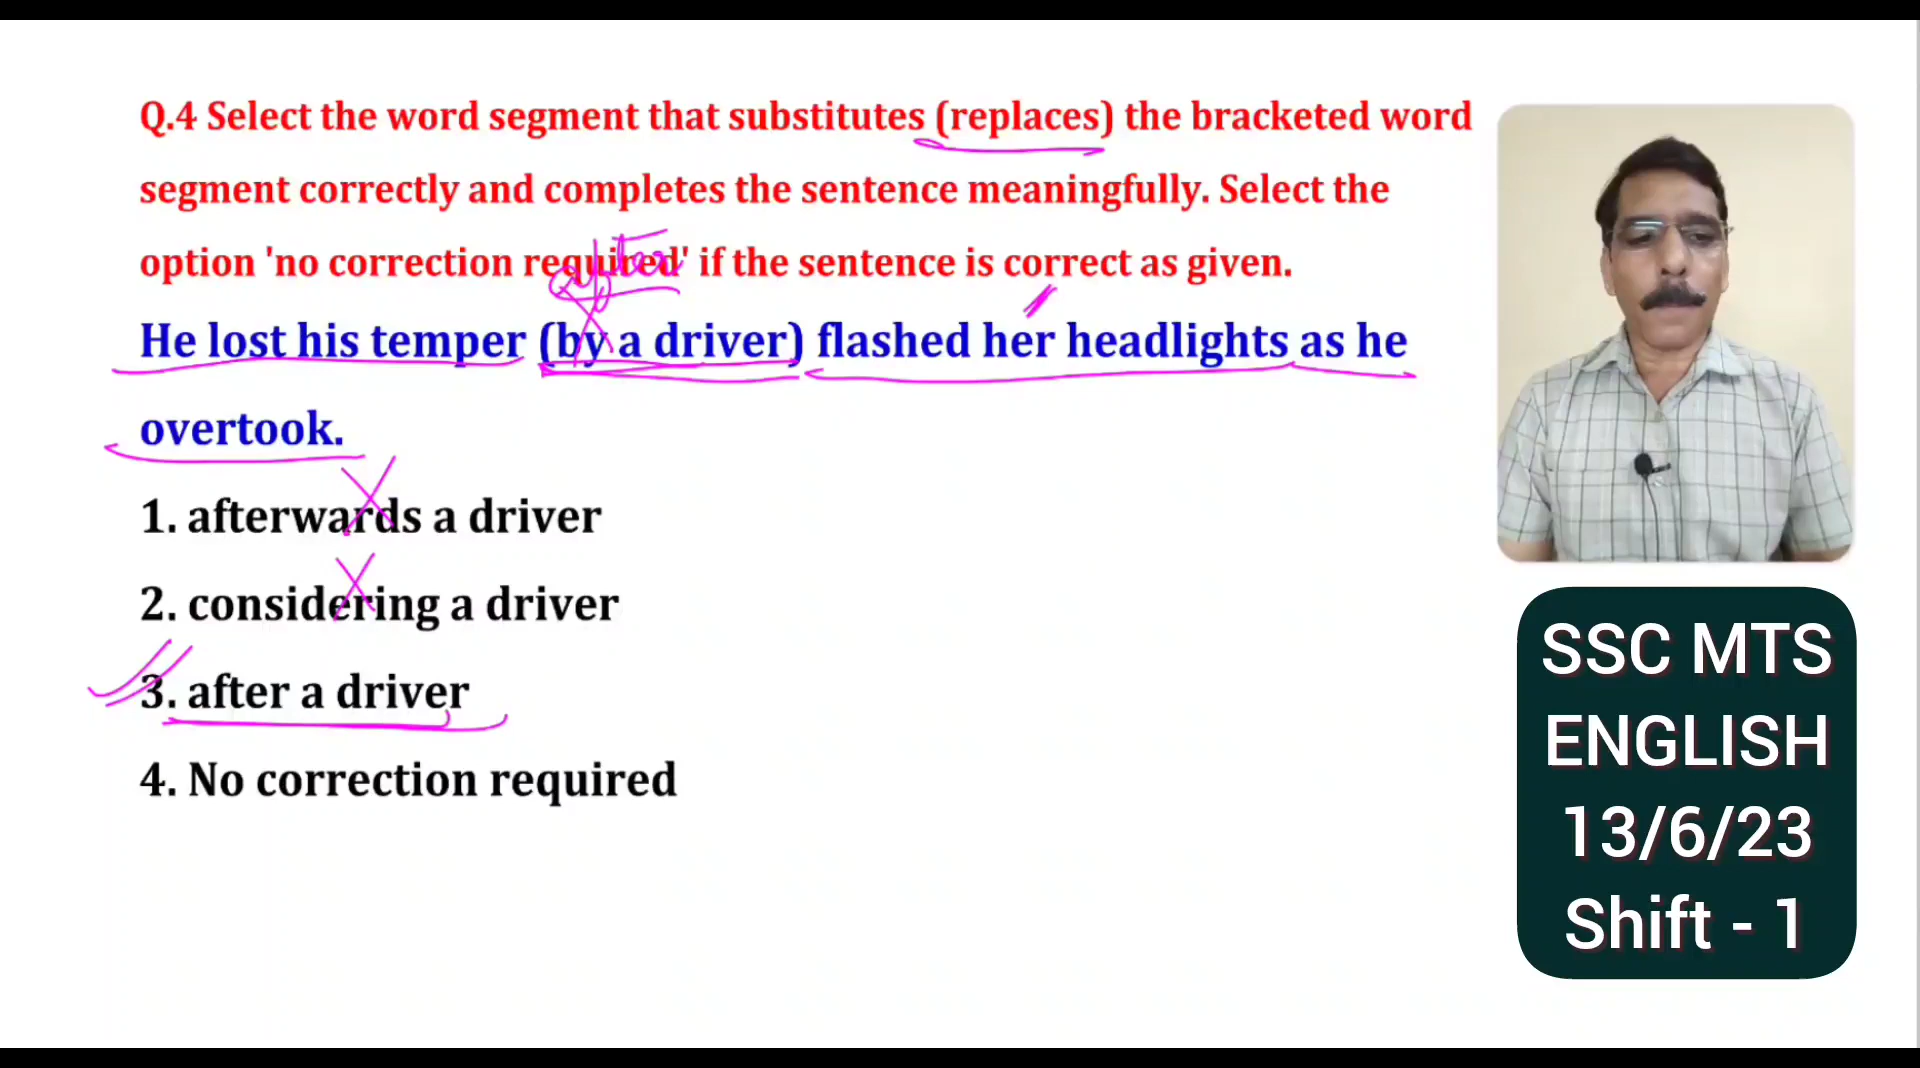 Q.4 Select the word segment that substitutes (replaces) the bracketed word
segment correctly and completes the sentence meaningfully. Select the
option 'no correction required' if the sentence is correct as given.
after
He lost his temper (by a driver) flashed her headlights as he
overtook.
1. afterwards a driver
2. considering a driver
3. after a driver
4. No correction required
SSC MTS
ENGLISH
13/6/23
Shift - 1